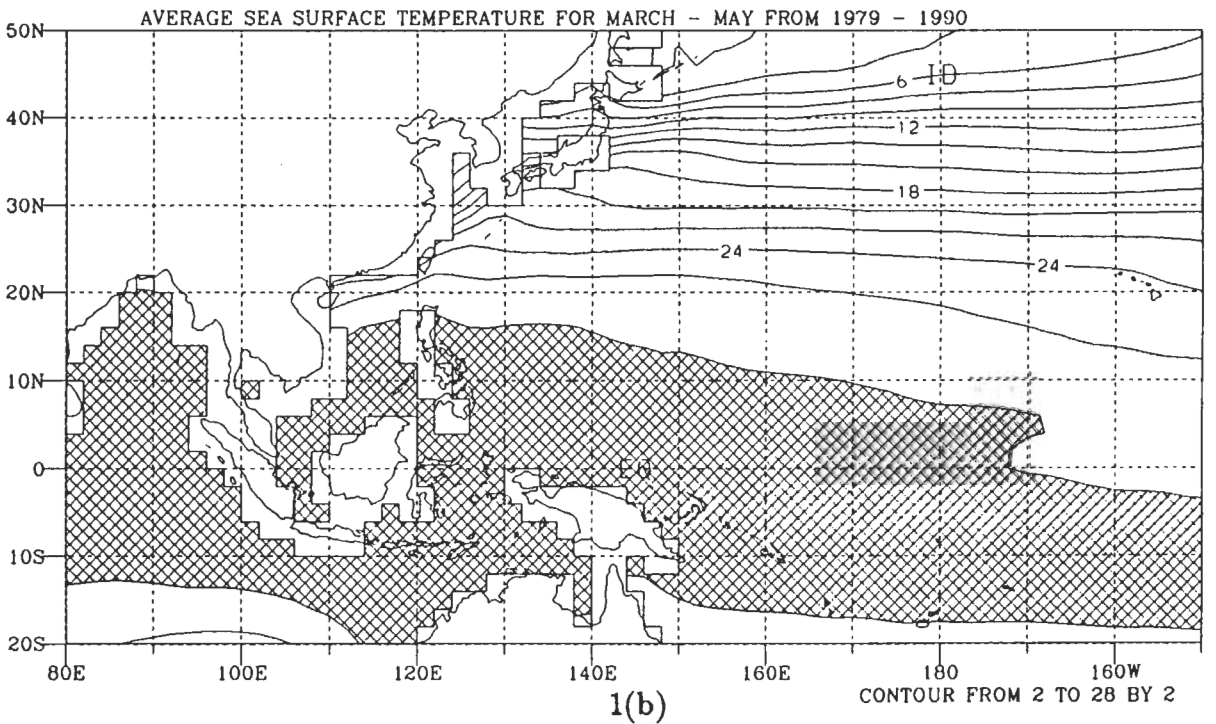 AVERAGE SEA SURFACE TEMPERATURE FOR MARCH - MAY FROM 1979 - 1990
50N
40N
30N
20N
10N
0
10S
20S
6 ID
12
18
24
24
EQ
80E 100E 120E 140E 160E 180 160W
CONTOUR FROM 2 TO 28 BY 2
1(b)